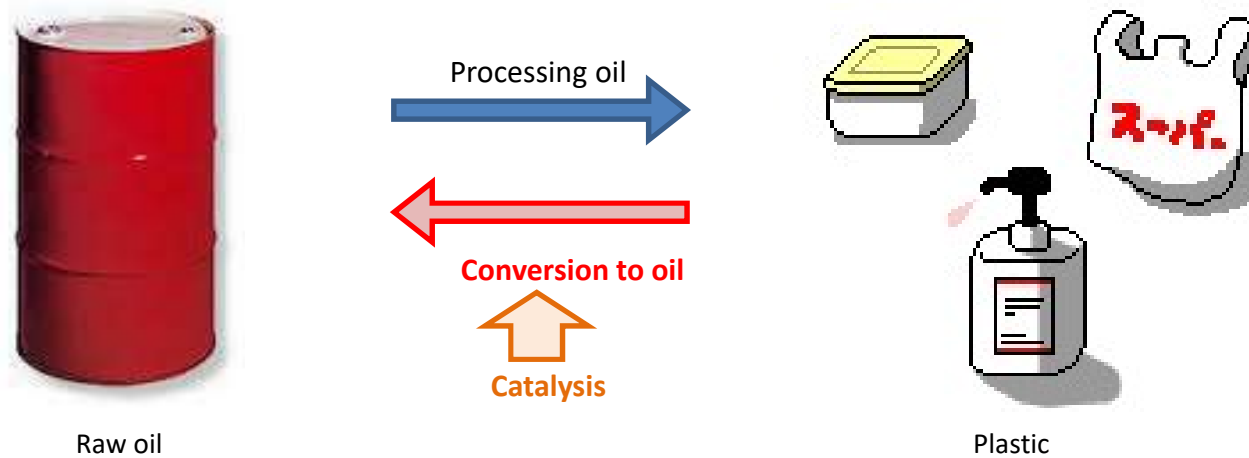 Processing oil
スーパー
Conversion to oil
Catalysis
Raw oil
Plastic